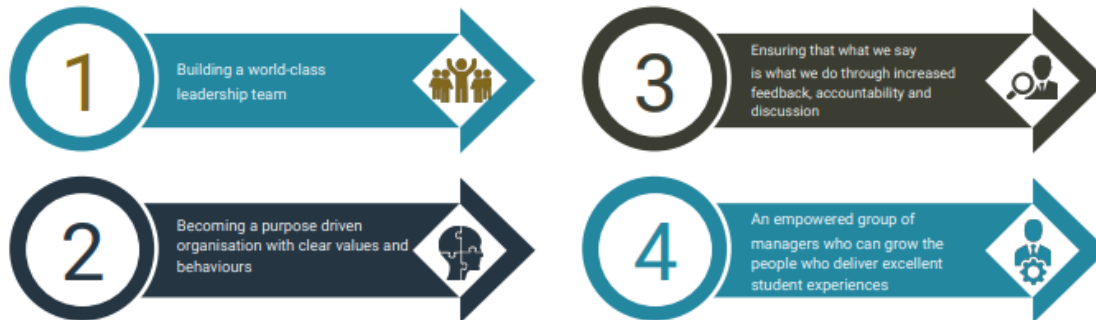 1
Building a world-class
leadership team
2
Becoming a purpose driven
organisation with clear values and
behaviours
3
Ensuring that what we say
is what we do through increased
feedback, accountability and
discussion
4
An empowered group of
managers who can grow the
people who deliver excellent
student experiences